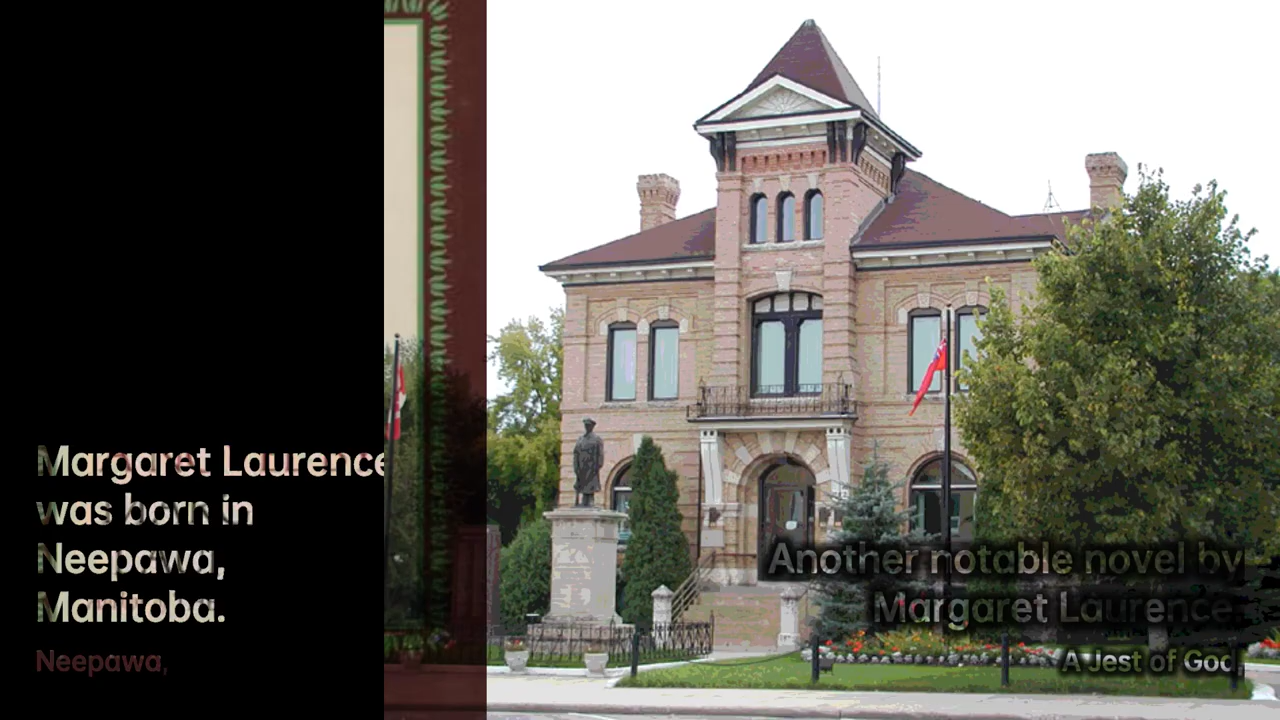 Margaret Laurence
was born in
Neepawa,
Manitoba.
Neepawa,
Another notable novel by
Margaret Laurence.
A Jest of God,